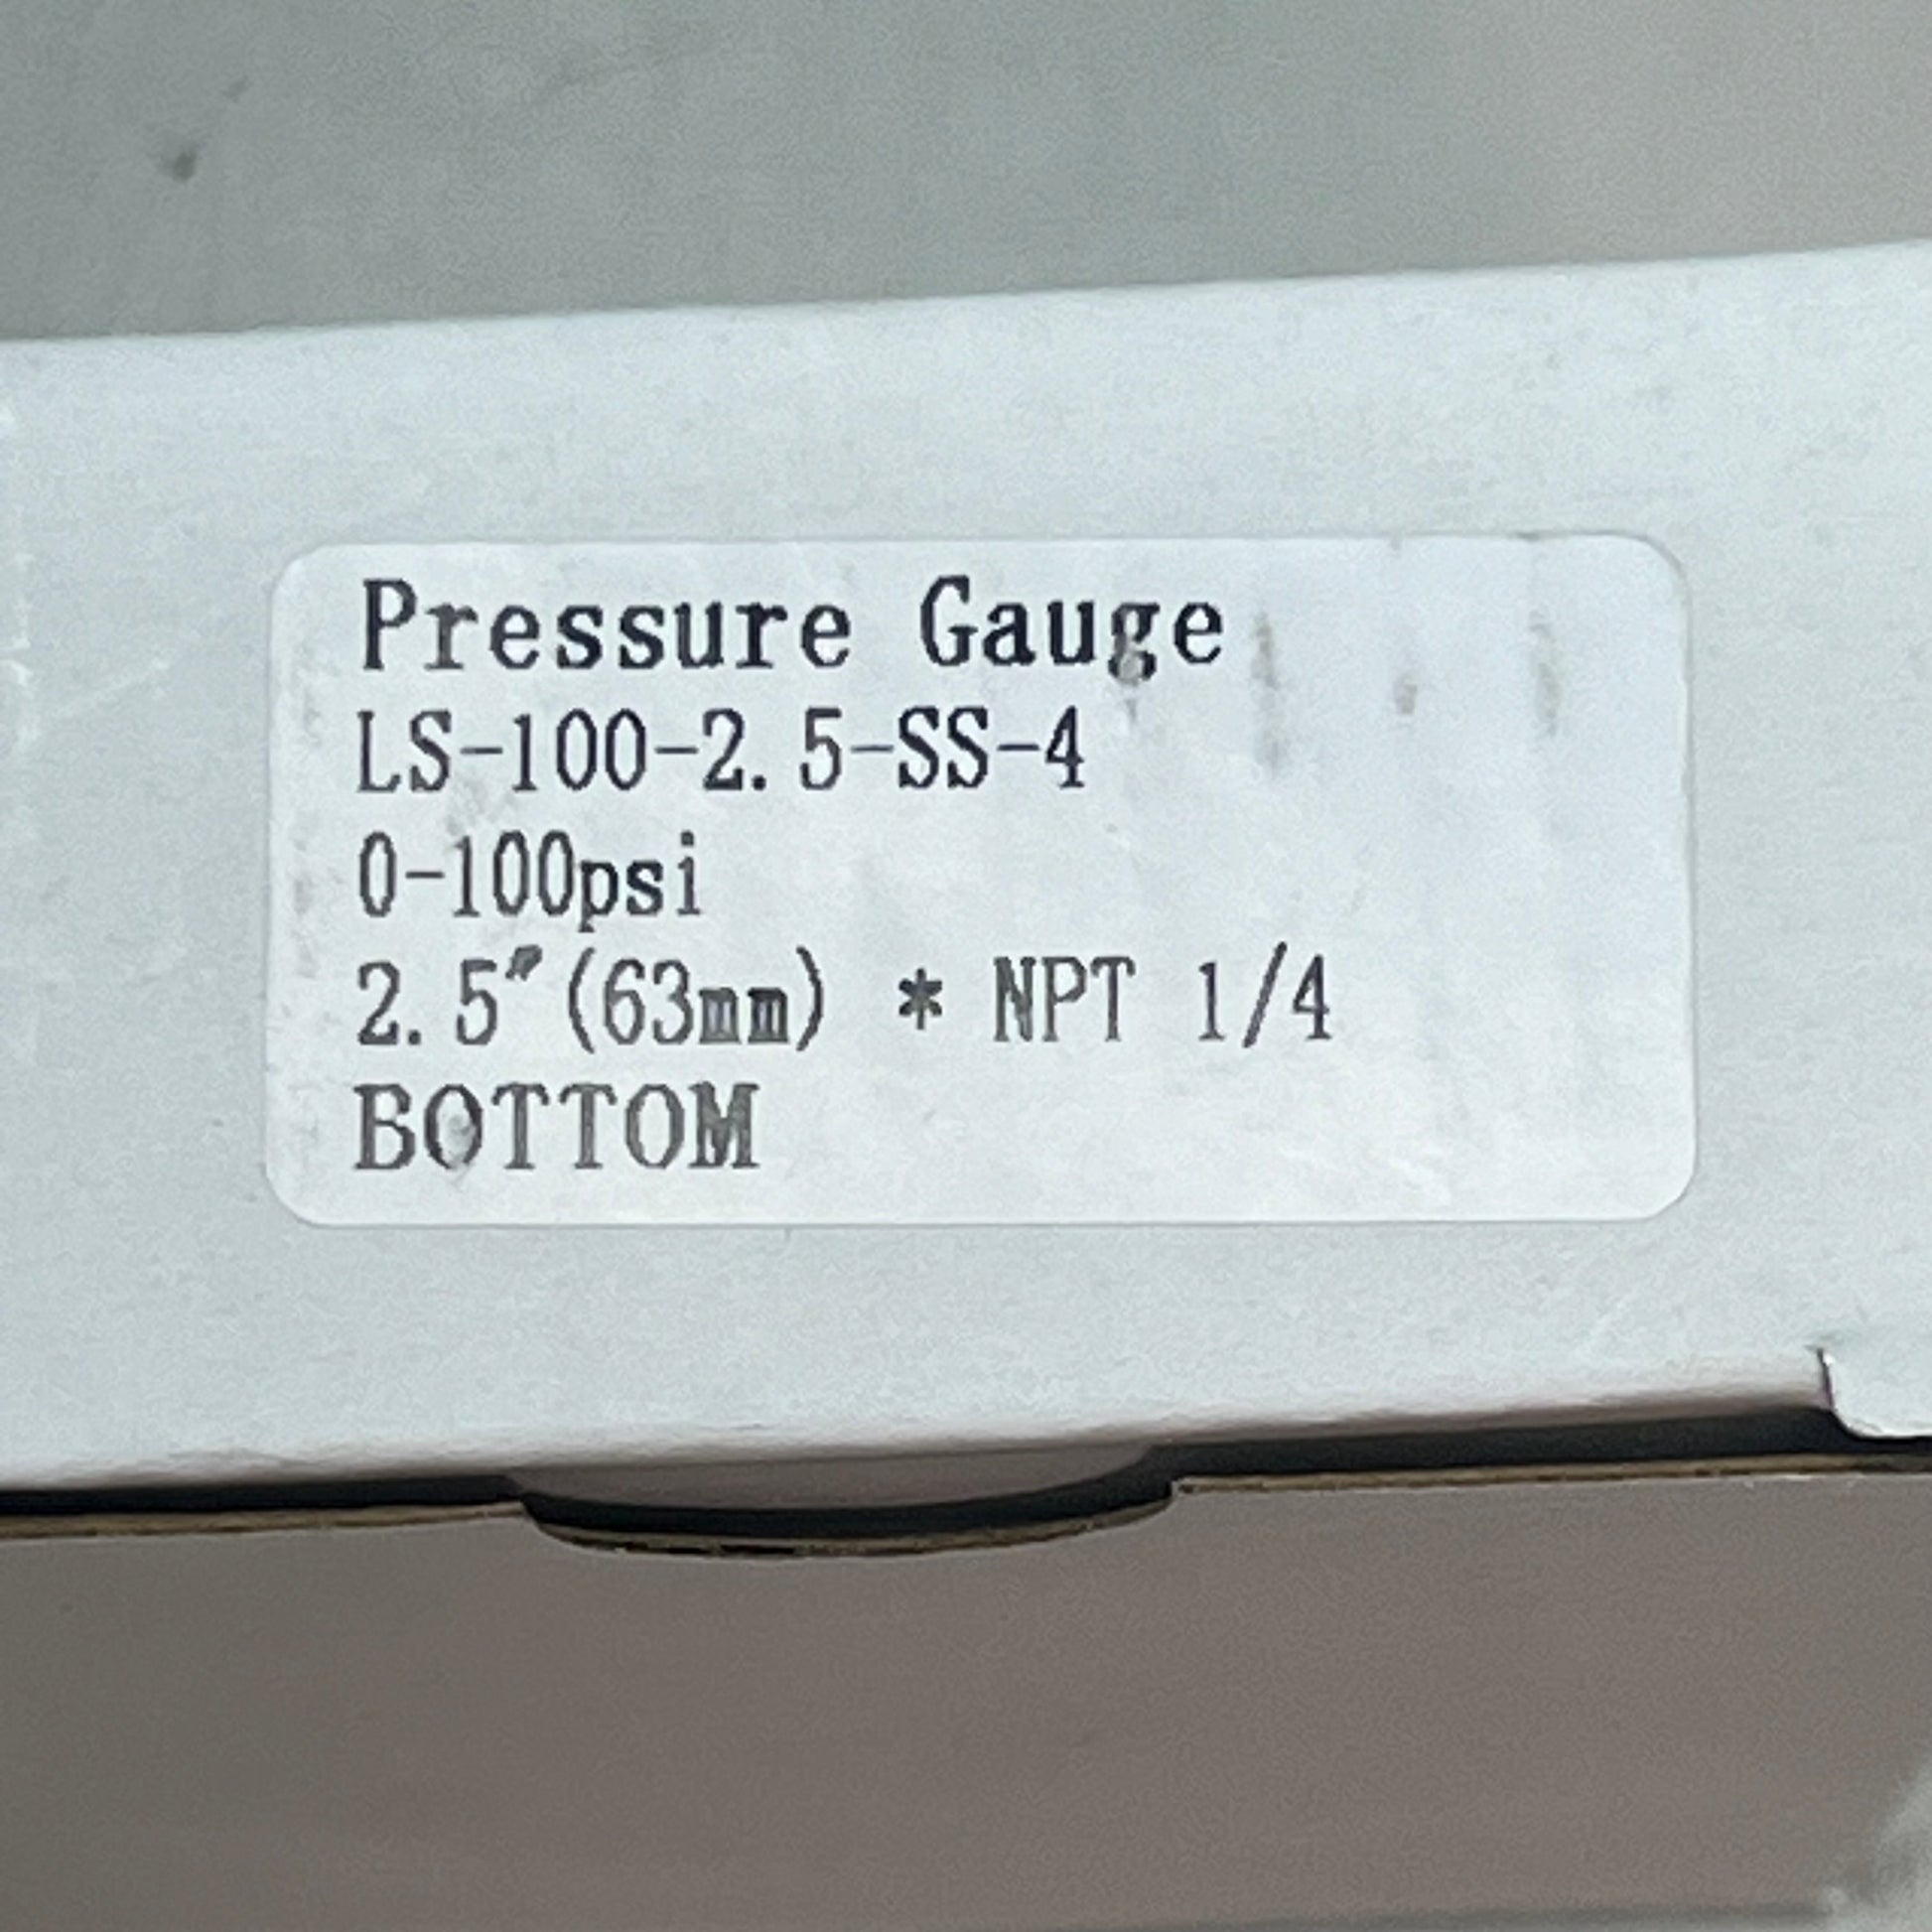 Pressure Gauge
LS-100-2.5-SS-4
0-100psi
2.5"(63mm) * NPT 1/4
BOTTOM